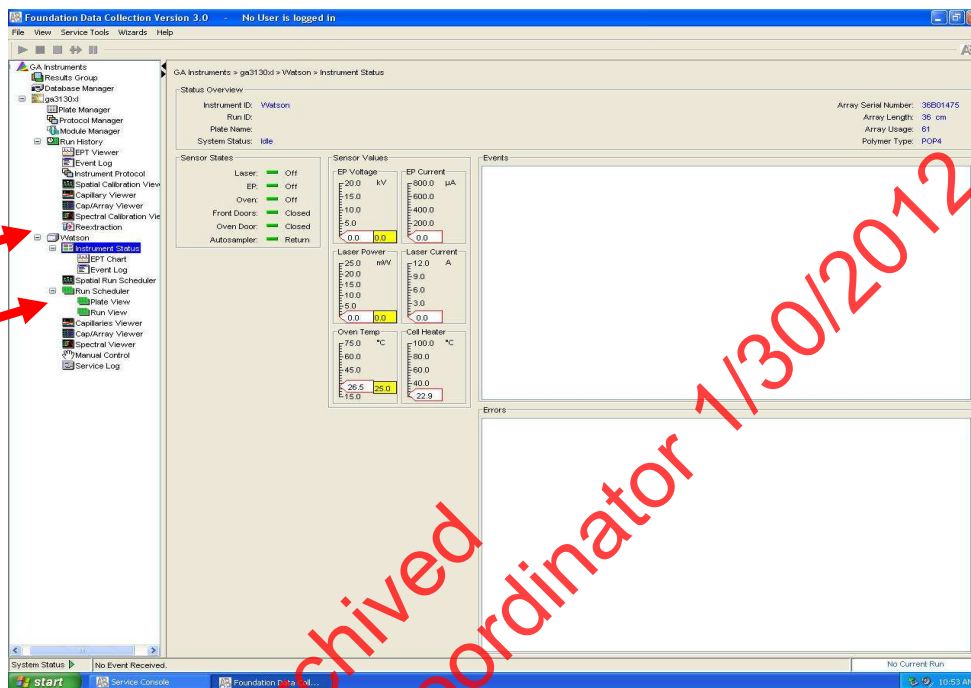 Foundation Data Collection Version 3.0 - No User is logged in
File View Service Tools Wizards Help
GA Instruments
Results Group
Database Manager
ga3130xl
Plate Manager
Protocol Manager
Module Manager
Run History
EPT Viewer
Event Log
Instrument Protocol
Spatial Calibration View
Capillary Viewer
Cap/Array Viewer
Spectral Calibration Vie
Reextraction
Watson
Instrument Status
EPT Chart
Event Log
Spatial Run Scheduler
Run Scheduler
Plate View
Run View
Capillaries Viewer
Cap/Array Viewer
Spectral Viewer
Manual Control
Service Log
GA Instruments > ga3130xl > Watson > Instrument Status
Status Overview
Instrument ID: Watson
Run ID:
Plate Name:
System Status: Idle
Array Serial Number: 36B01475
Array Length: 36 cm
Array Usage: 61
Polymer Type: POP4
Sensor States
Laser: Off
EP: Off
Oven: Off
Front Doors: Closed
Oven Door: Closed
Autosampler: Return
Sensor Values
EP Voltage
20.0 kV
15.0
10.0
5.0
0.0 0.0
EP Current
800.0 µA
600.0
400.0
200.0
0.0
Laser Power
25.0 mW
20.0
15.0
10.0
5.0
0.0 0.0
Laser Current
12.0 A
9.0
6.0
3.0
0.0
Oven Temp
75.0 °C
60.0
45.0
26.5 25.0
15.0
Cell Heater
100.0 °C
80.0
60.0
40.0
22.9
Events
Errors
chived
ordinator 1/30/2012
System Status No Event Received. No Current Run
start Service Console Foundation Data Coll... 10:53 AM